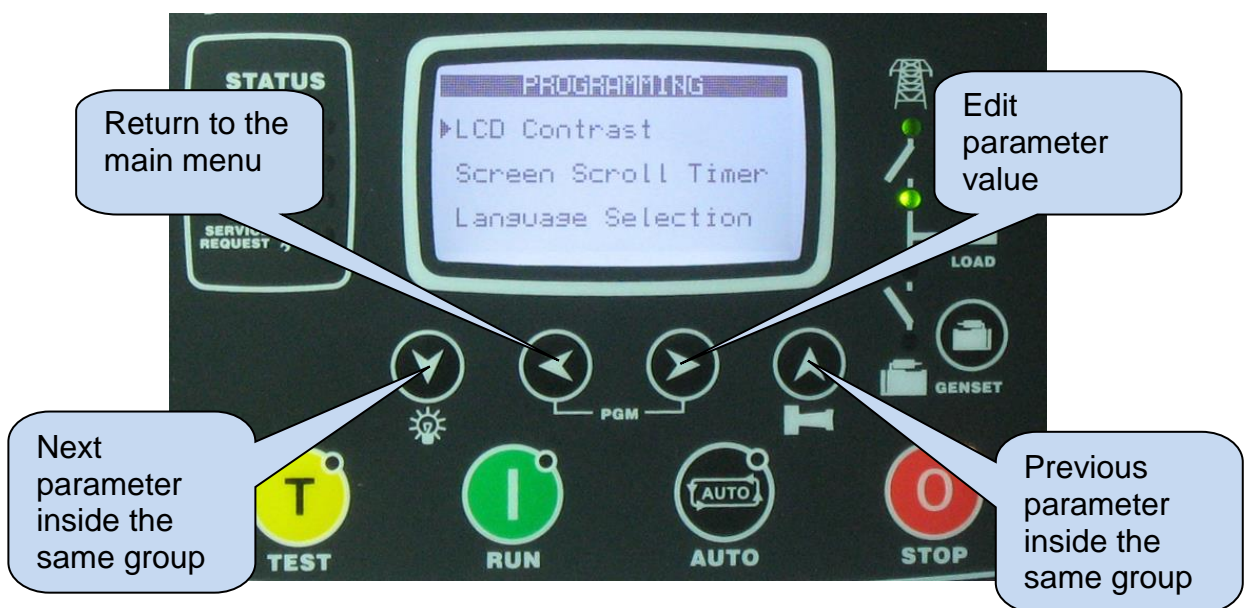 STATUS
PROGRAMMING
LCD Contrast
Screen Scroll Timer
Language Selection
Return to the
main menu
Edit
parameter
value
REQUEST
LOAD
GENSET
PGM
Next
parameter
inside the
same group
Previous
parameter
inside the
same group
T
AUTO
TEST
RUN
AUTO
STOP